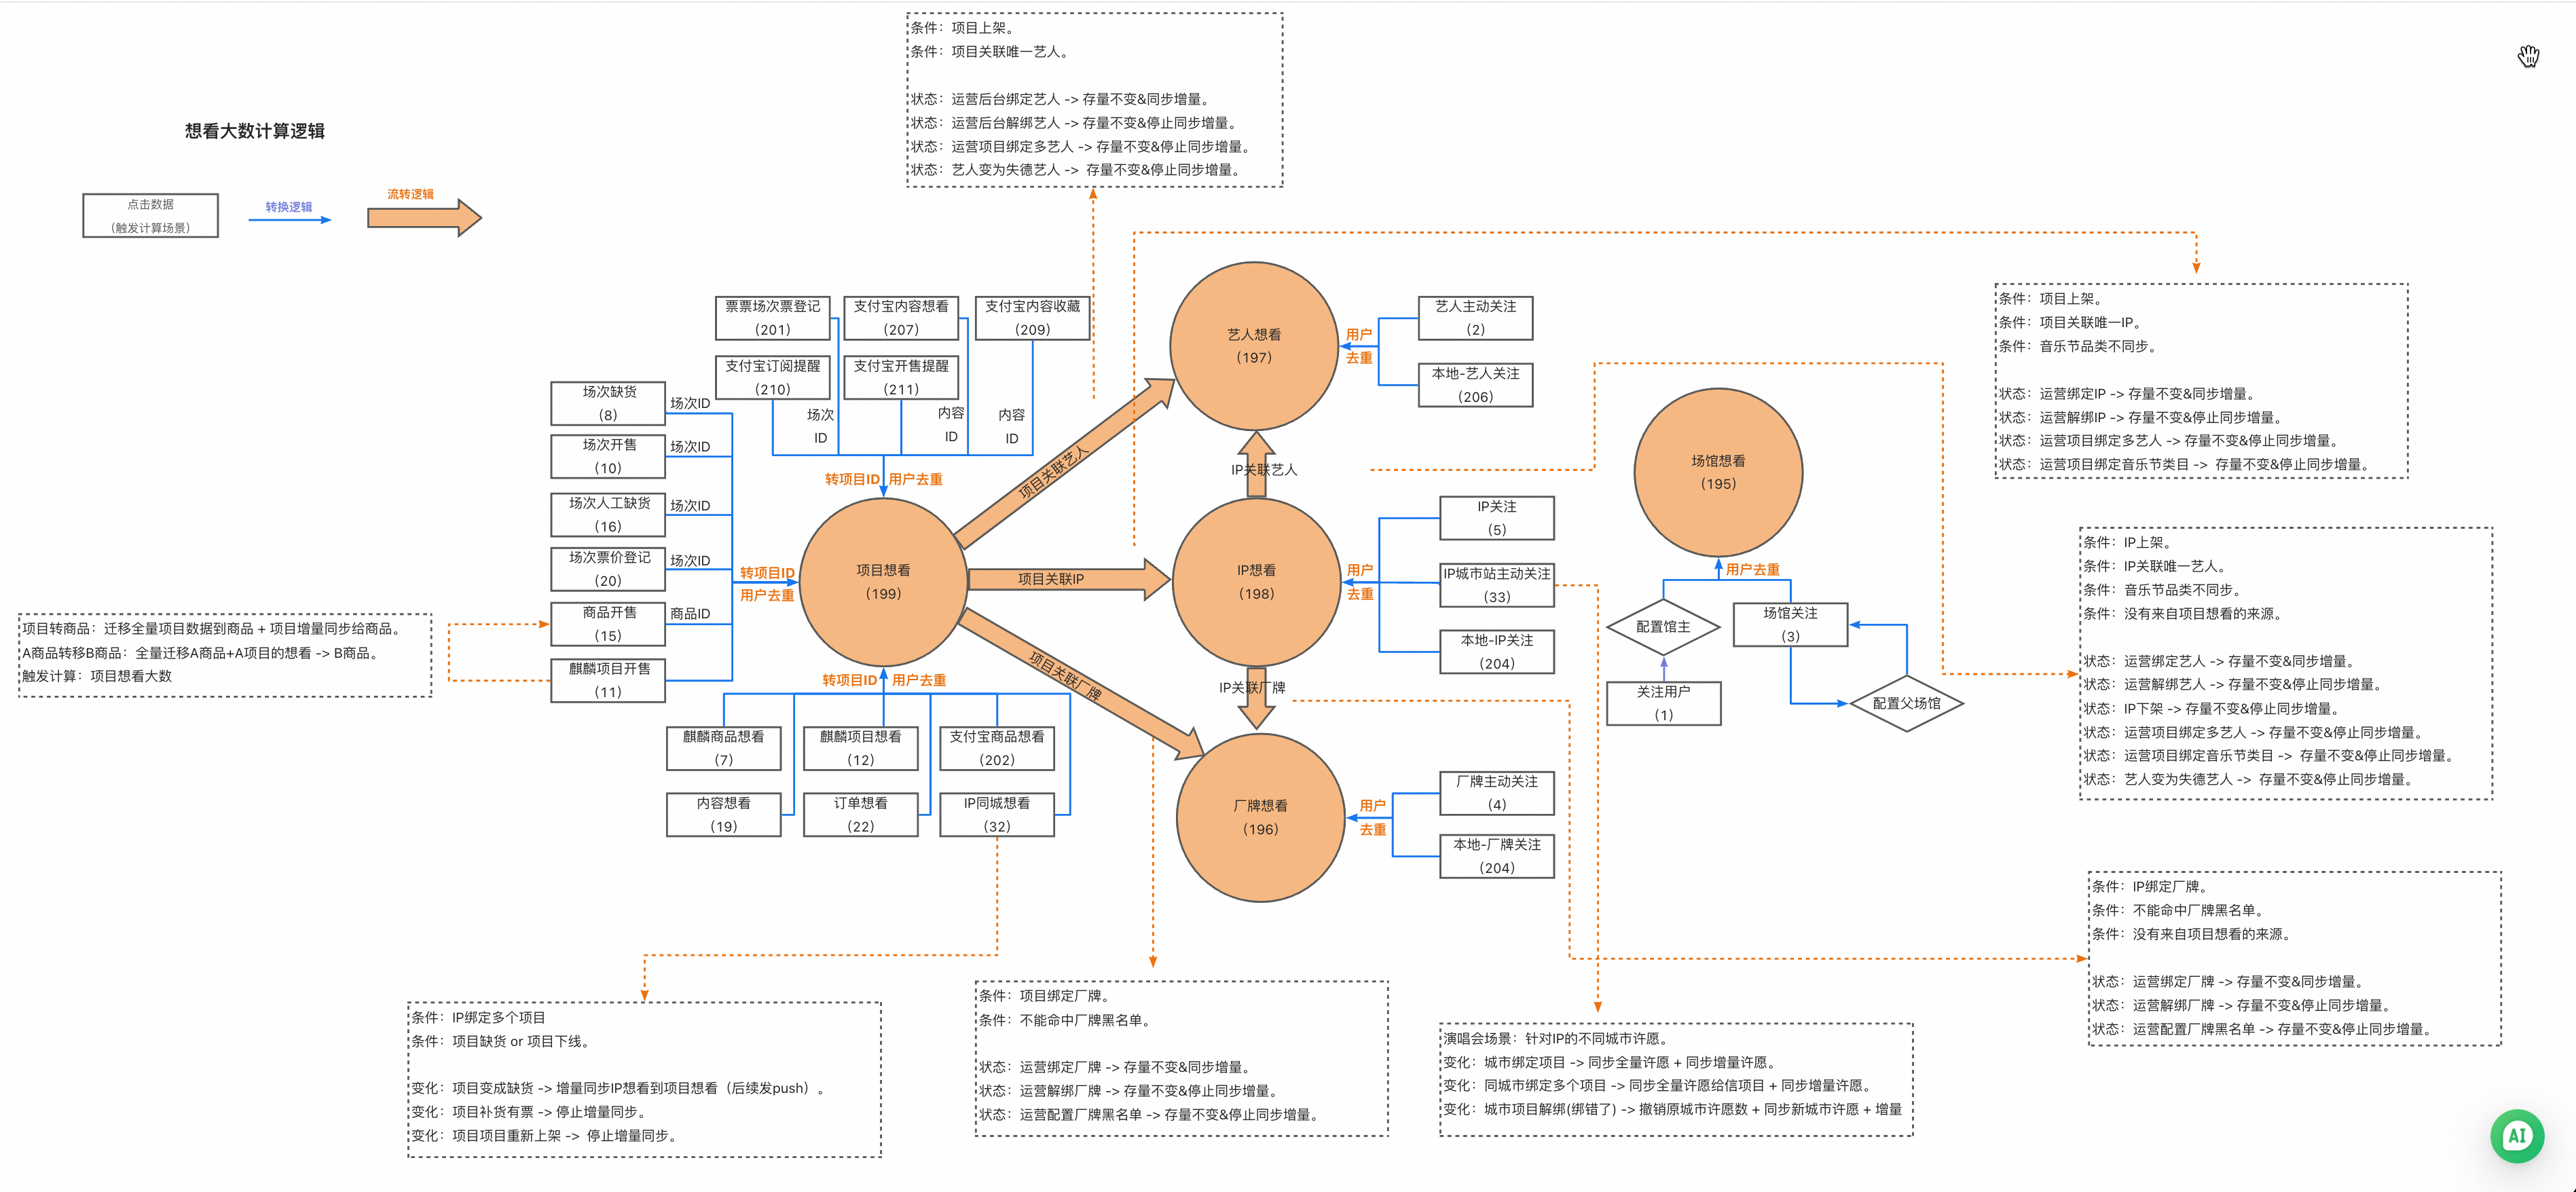 条件：项目上架。
条件：项目关联唯一艺人。
状态：运营后台绑定艺人 -> 存量不变&同步增量。
状态：运营后台解绑艺人 -> 存量不变&停止同步增量。
状态：运营项目绑定多艺人 -> 存量不变&停止同步增量。
状态：艺人变为失德艺人 -> 存量不变&停止同步增量。
想看大数计算逻辑
点击数据
（触发计算场景）
转换逻辑
流转逻辑
票票场次票登记
（201）
支付宝内容想看
（207）
支付宝内容收藏
（209）
支付宝订阅提醒
（210）
支付宝开售提醒
（211）
场次
ID
内容
ID
内容
ID
转项目ID
用户去重
场次缺货
（8）
场次ID
场次开售
（10）
场次ID
场次人工缺货
（16）
场次ID
场次票价登记
（20）
场次ID
商品开售
（15）
商品ID
麒麟项目开售
（11）
转项目ID
用户去重
项目转商品：迁移全量项目数据到商品 + 项目增量同步给商品。
A商品转移B商品：全量迁移A商品+A项目的想看 -> B商品。
触发计算：项目想看大数
项目想看
（199）
转项目ID
用户去重
麒麟商品想看
（7）
麒麟项目想看
（12）
支付宝商品想看
（202）
内容想看
（19）
订单想看
（22）
IP同城想看
（32）
项目关联艺人
项目关联IP
项目关联厂牌
艺人想看
（197）
用户
去重
艺人主动关注
（2）
本地-艺人关注
（206）
IP关联艺人
IP想看
（198）
用户
去重
IP关注
（5）
IP城市站主动关注
（33）
本地-IP关注
（204）
IP关联厂牌
厂牌想看
（196）
用户
去重
厂牌主动关注
（4）
本地-厂牌关注
（204）
场馆想看
（195）
用户去重
配置馆主
场馆关注
（3）
关注用户
（1）
配置父场馆
条件：项目上架。
条件：项目关联唯一IP。
条件：音乐节品类不同步。
状态：运营绑定IP -> 存量不变&同步增量。
状态：运营解绑IP -> 存量不变&停止同步增量。
状态：运营项目绑定多艺人 -> 存量不变&停止同步增量。
状态：运营项目绑定音乐节类目 -> 存量不变&停止同步增量。
条件：IP上架。
条件：IP关联唯一艺人。
条件：音乐节品类不同步。
条件：没有来自项目想看的来源。
状态：运营绑定艺人 -> 存量不变&同步增量。
状态：运营解绑艺人 -> 存量不变&停止同步增量。
状态：IP下架 -> 存量不变&停止同步增量。
状态：运营项目绑定多艺人 -> 存量不变&停止同步增量。
状态：运营项目绑定音乐节类目 -> 存量不变&停止同步增量。
状态：艺人变为失德艺人 -> 存量不变&停止同步增量。
条件：IP绑定厂牌。
条件：不能命中厂牌黑名单。
条件：没有来自项目想看的来源。
状态：运营绑定厂牌 -> 存量不变&同步增量。
状态：运营解绑厂牌 -> 存量不变&停止同步增量。
状态：运营配置厂牌黑名单 -> 存量不变&停止同步增量。
条件：IP绑定多个项目
条件：项目缺货 or 项目下线。
变化：项目变成缺货 -> 增量同步IP想看到项目想看（后续发push）。
变化：项目补货有票 -> 停止增量同步。
变化：项目项目重新上架 -> 停止增量同步。
条件：项目绑定厂牌。
条件：不能命中厂牌黑名单。
状态：运营绑定厂牌 -> 存量不变&同步增量。
状态：运营解绑厂牌 -> 存量不变&停止同步增量。
状态：运营配置厂牌黑名单 -> 存量不变&停止同步增量。
演唱会场景：针对IP的不同城市许愿。
变化：城市绑定项目 -> 同步全量许愿 + 同步增量许愿。
变化：同城市绑定多个项目 -> 同步全量许愿给信项目 + 同步增量许愿。
变化：城市项目解绑(绑错了) -> 撤销原城市许愿数 + 同步新城市许愿 + 增量
AI